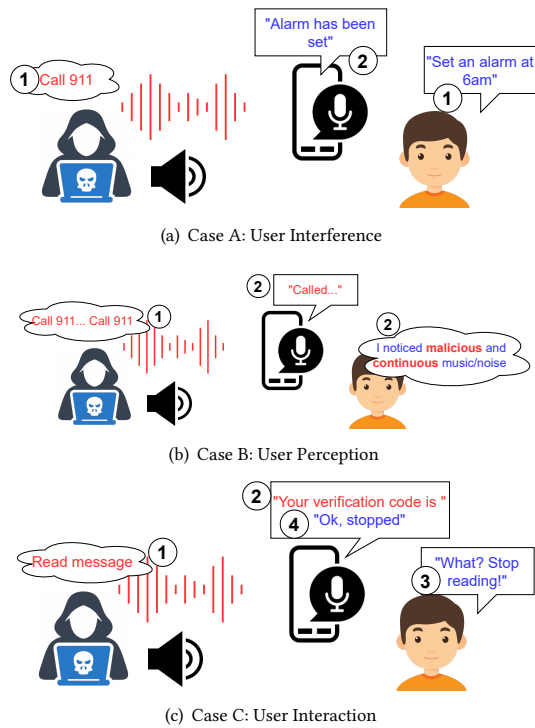 "Alarm has been
set"
2
1
Call 911
"Set an alarm at
6am"
1
(a) Case A: User Interference
2
"Called..."
Call 911... Call 911
1
2
I noticed malicious and
continuous music/noise
(b) Case B: User Perception
2
"Your verification code is "
4
"Ok, stopped"
Read message
1
"What? Stop
reading!"
3
(c) Case C: User Interaction